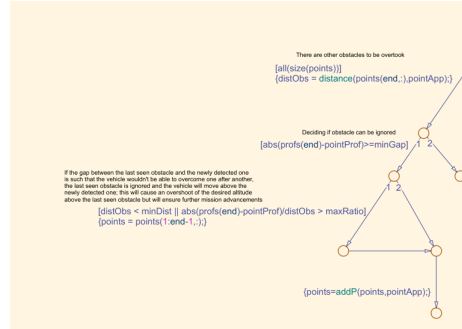 There are other obstacles to be overtook
[all(size(points))]
{distObs = distance(points(end,:),pointApp);}
Deciding if obstacle can be ignored
[abs(profs(end)-pointProf)>=minGap]
1 2
If the gap between the last seen obstacle and the newly detected one
is such that the vehicle wouldn't be able to overcome one after another,
the last seen obstacle is ignored and the vehicle will move above the
newly detected one; this will cause an overshoot of the desired altitude
above the last seen obstacle but will ensure further mission advancements
1 2
[distObs < minDist || abs(profs(end)-pointProf)/distObs > maxRatio]
{points = points(1:end-1,:);}
{points=addP(points,pointApp);}